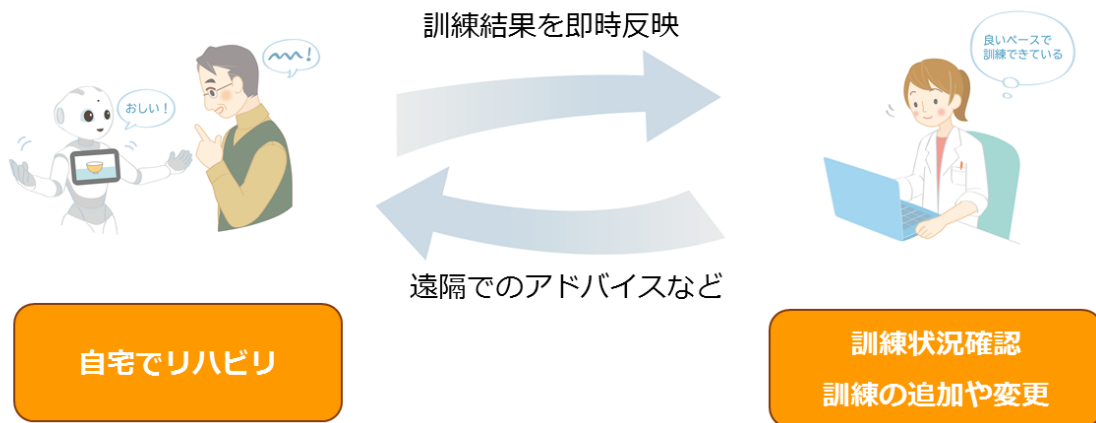 訓練結果を即時反映
～～！
おしい！
良いペースで
訓練できている
遠隔でのアドバイスなど
自宅でリハビリ
訓練状況確認
訓練の追加や変更